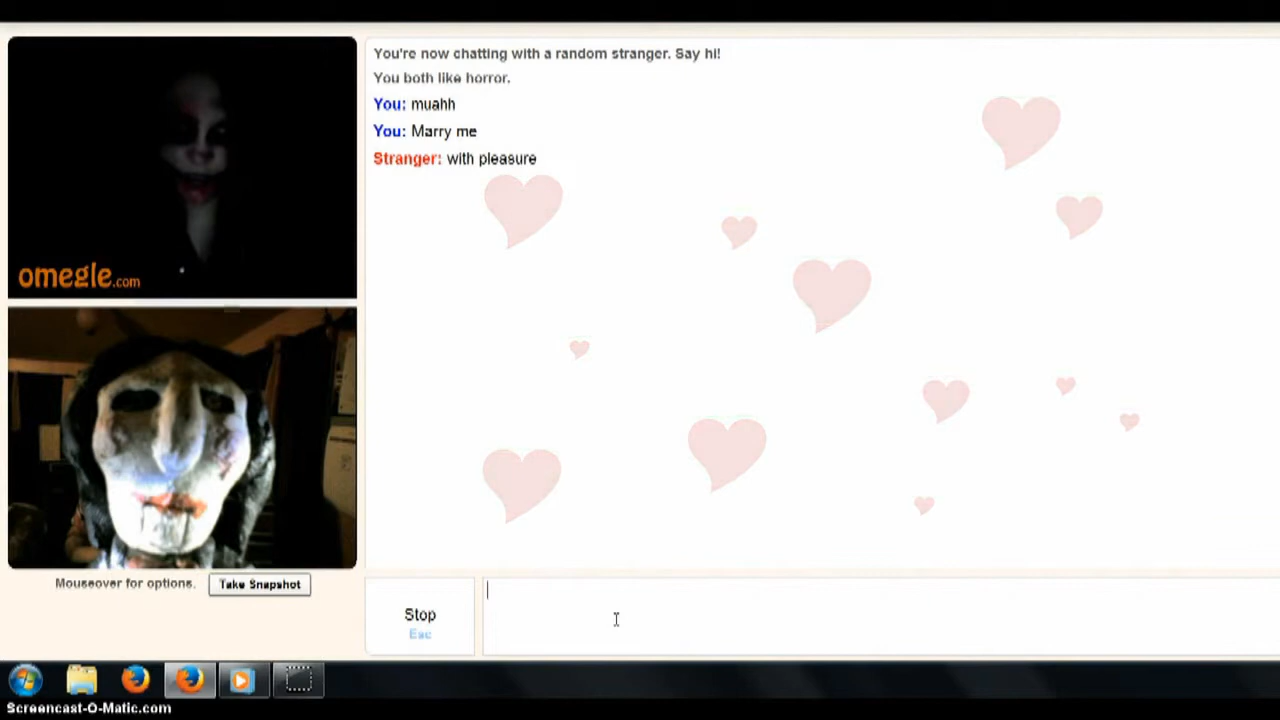 You're now chatting with a random stranger. Say hi!
You both like horror.
You: muahh
You: Marry me
Stranger: with pleasure
omegle.com
Mouseover for options.
Take Snapshot
Stop
Esc
Screencast-O-Matic.com